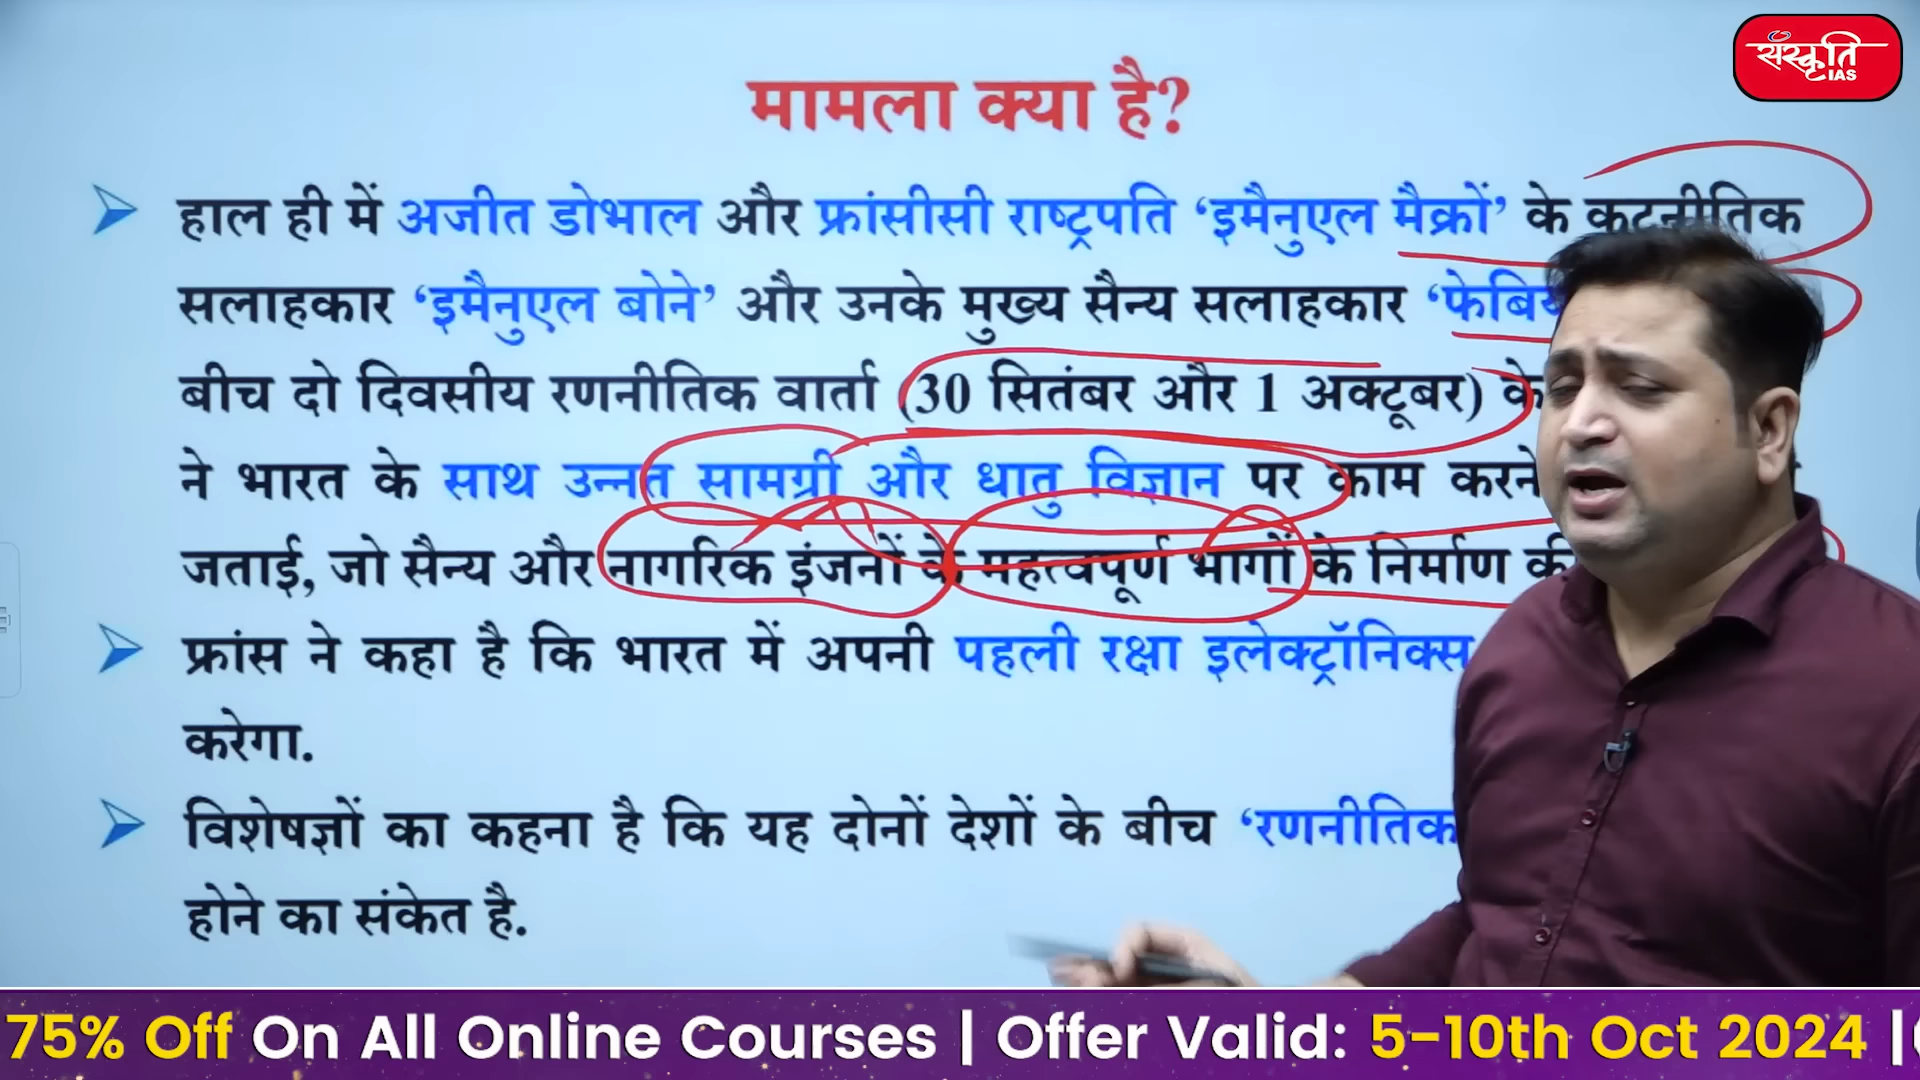 संस्कृति
IAS
मामला क्या है?
हाल ही में अजीत डोभाल और फ्रांसीसी राष्ट्रपति ‘इमैनुएल मैक्रों’ के कूटनीतिक
सलाहकार ‘इमैनुएल बोने’ और उनके मुख्य सैन्य सलाहकार
बीच दो दिवसीय रणनीतिक वार्ता (30 सितंबर और 1 अक्टूबर) के
ने भारत के साथ उन्नत सामग्री और धातु विज्ञान पर काम करने
जताई, जो सैन्य और नागरिक इंजनों के महत्वपूर्ण भागों के निर्माण की
फ्रांस ने कहा है कि भारत में अपनी पहली रक्षा इलेक्ट्रॉनिक्स
करेगा.
विशेषज्ञों का कहना है कि यह दोनों देशों के बीच ‘रणनीतिक
होने का संकेत है.
75% Off On All Online Courses | Offer Valid: 5-10th Oct 2024 |